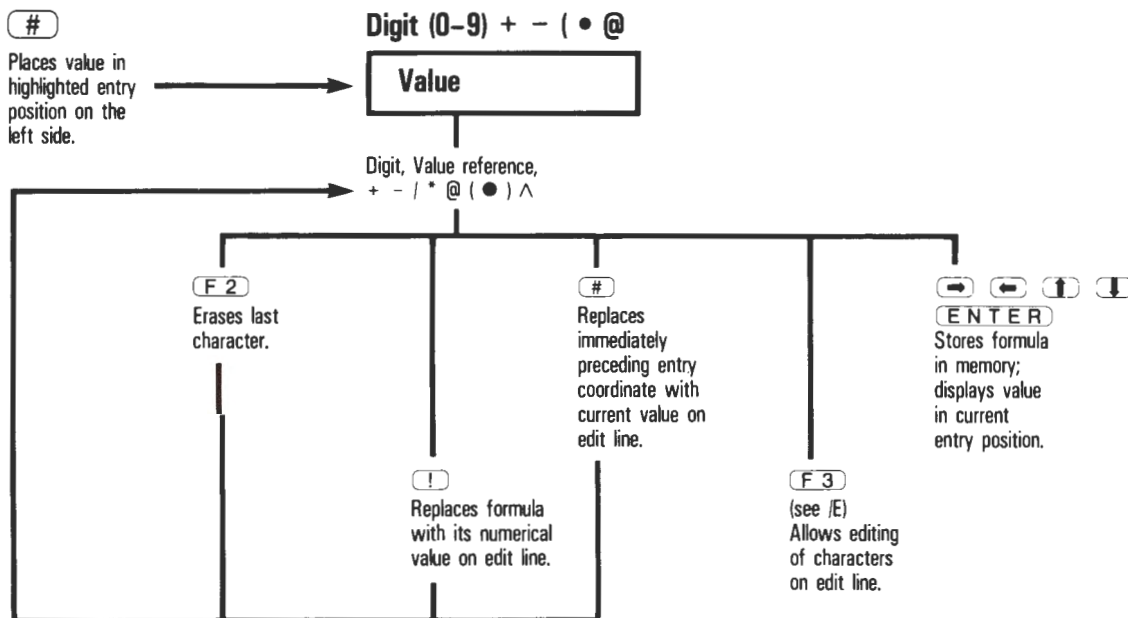 #
Places value in
highlighted entry
position on the
left side.
Digit (0–9) + − ( ● @
Value
Digit, Value reference,
+ − / * @ ( ● ) ∧
F 2
Erases last
character.
!
Replaces formula
with its numerical
value on edit line.
#
Replaces
immediately
preceding entry
coordinate with
current value on
edit line.
F 3
(see /E)
Allows editing
of characters
on edit line.
➡ ⬅ ⬆ ⬇
ENTER
Stores formula
in memory;
displays value
in current
entry position.